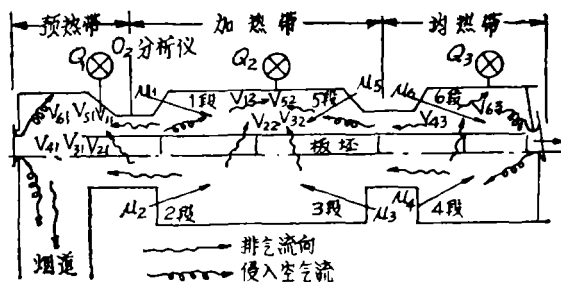 预热带 加热带 均热带
Q1 O2分析仪 Q2 Q3
μ1 1段 V13 V52 5段 μ5 μ6 6段 V63
V61 V51 V11
V22 V32 V43
V41 V31 V21 板坯
μ2 2段 3段 μ3 μ4 4段
烟道
排气流向
侵入空气流